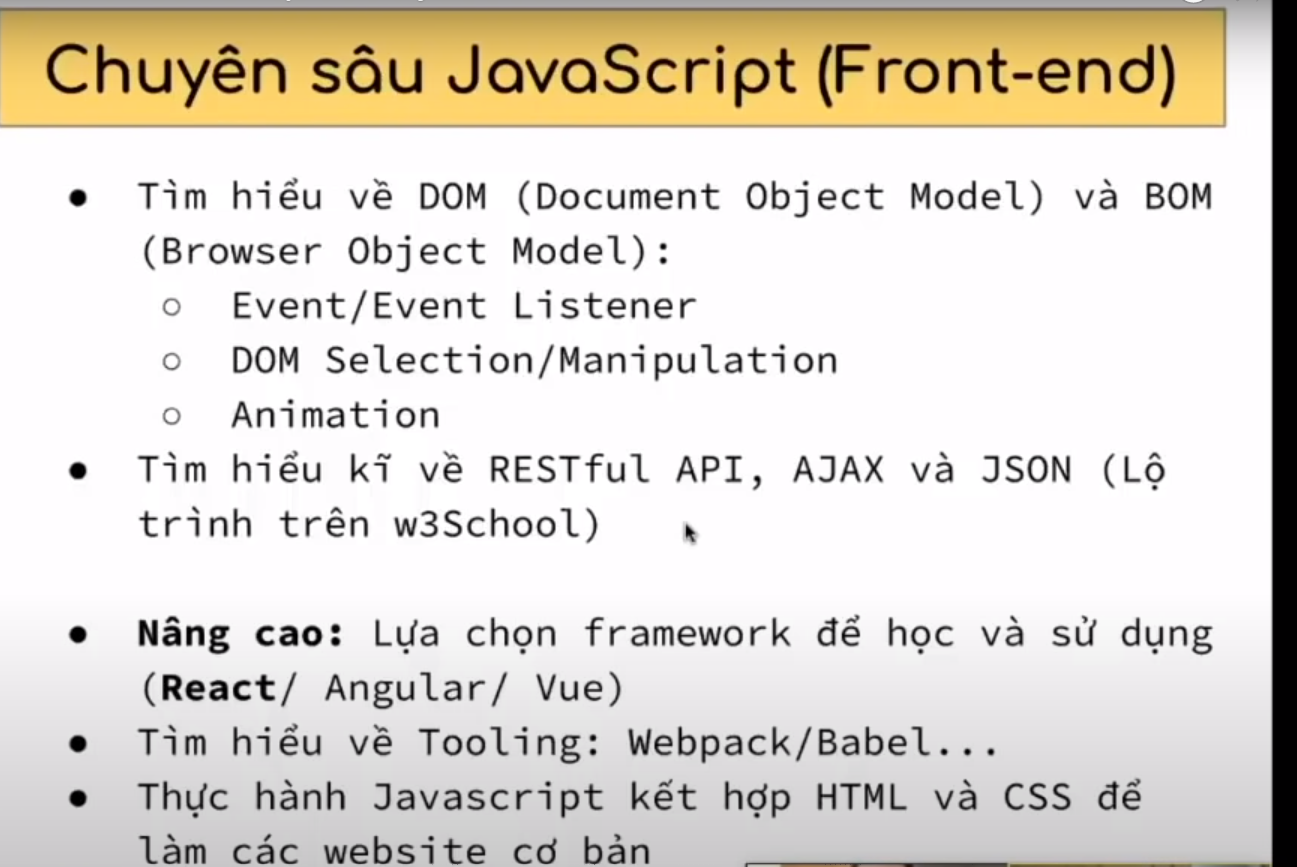 Chuyên sâu JavaScript (Front-end)
● Tìm hiểu về DOM (Document Object Model) và BOM
(Browser Object Model):
○ Event/Event Listener
○ DOM Selection/Manipulation
○ Animation
● Tìm hiểu kĩ về RESTful API, AJAX và JSON (Lộ
trình trên w3School)
● Nâng cao: Lựa chọn framework để học và sử dụng
(React/ Angular/ Vue)
● Tìm hiểu về Tooling: Webpack/Babel...
● Thực hành Javascript kết hợp HTML và CSS để
làm các website cơ bản